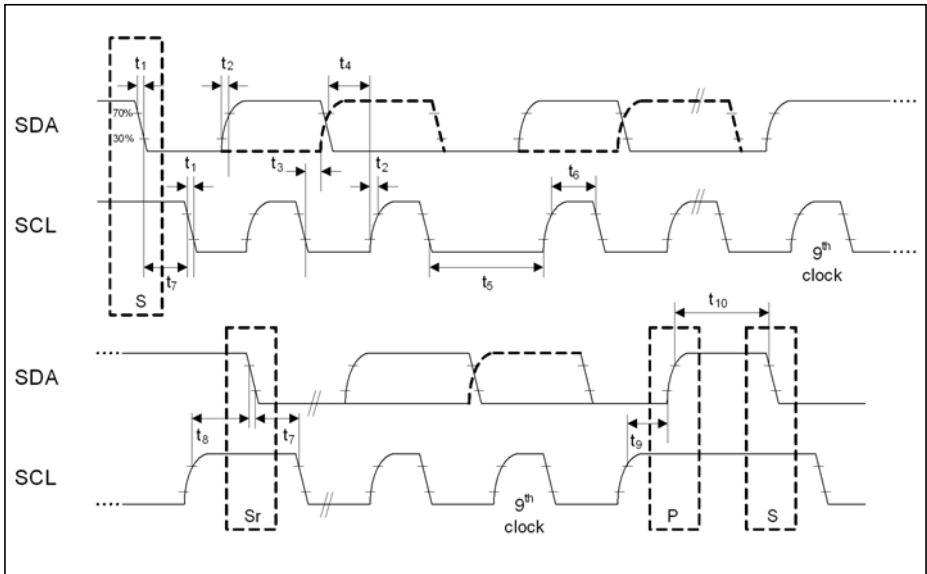 t₁ t₂ t₄
SDA 70%
30%
t₁ t₃ t₂ t₆
SCL
t₇ t₅ 9th
clock
S
t₁₀
SDA
t₈ t₇ t₉
SCL
Sr 9th
clock P S